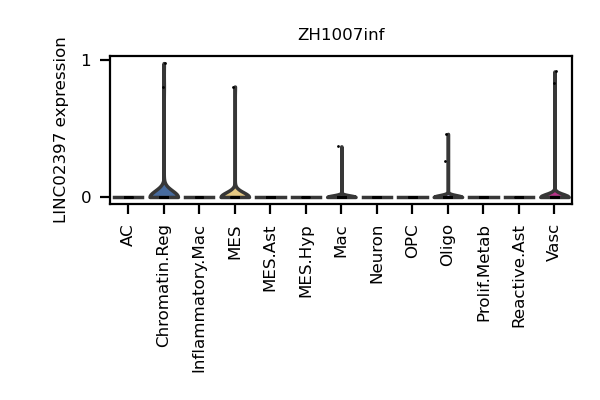 ZH1007inf
LINC02397 expression
1
0
AC
Chromatin.Reg
Inflammatory.Mac
MES
MES.Ast
MES.Hyp
Mac
Neuron
OPC
Oligo
Prolif.Metab
Reactive.Ast
Vasc